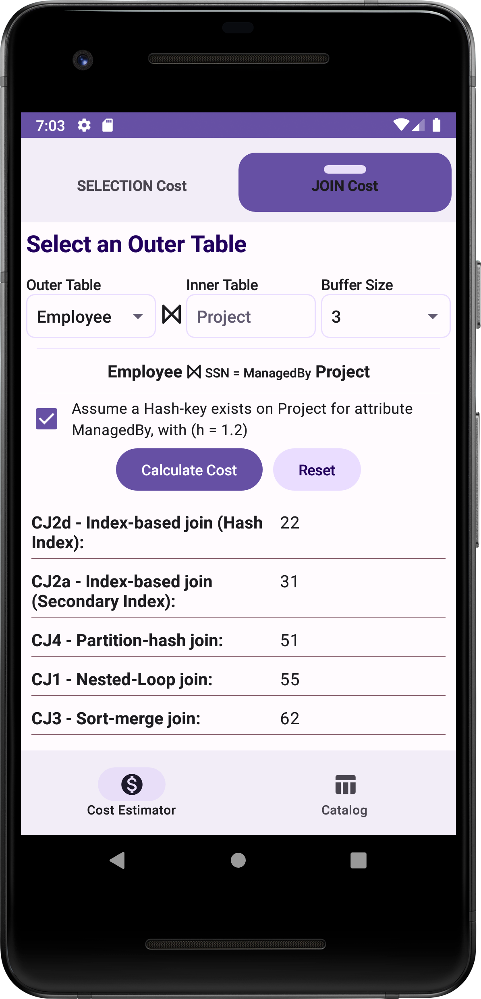 7:03
SELECTION Cost
JOIN Cost
Select an Outer Table
Outer Table Inner Table Buffer Size
Employee ⋈ Project 3
Employee ⋈ SSN = ManagedBy Project
Assume a Hash-key exists on Project for attribute
ManagedBy, with (h = 1.2)
Calculate Cost Reset
CJ2d - Index-based join (Hash 22
Index):
CJ2a - Index-based join 31
(Secondary Index):
CJ4 - Partition-hash join: 51
CJ1 - Nested-Loop join: 55
CJ3 - Sort-merge join: 62
Cost Estimator Catalog